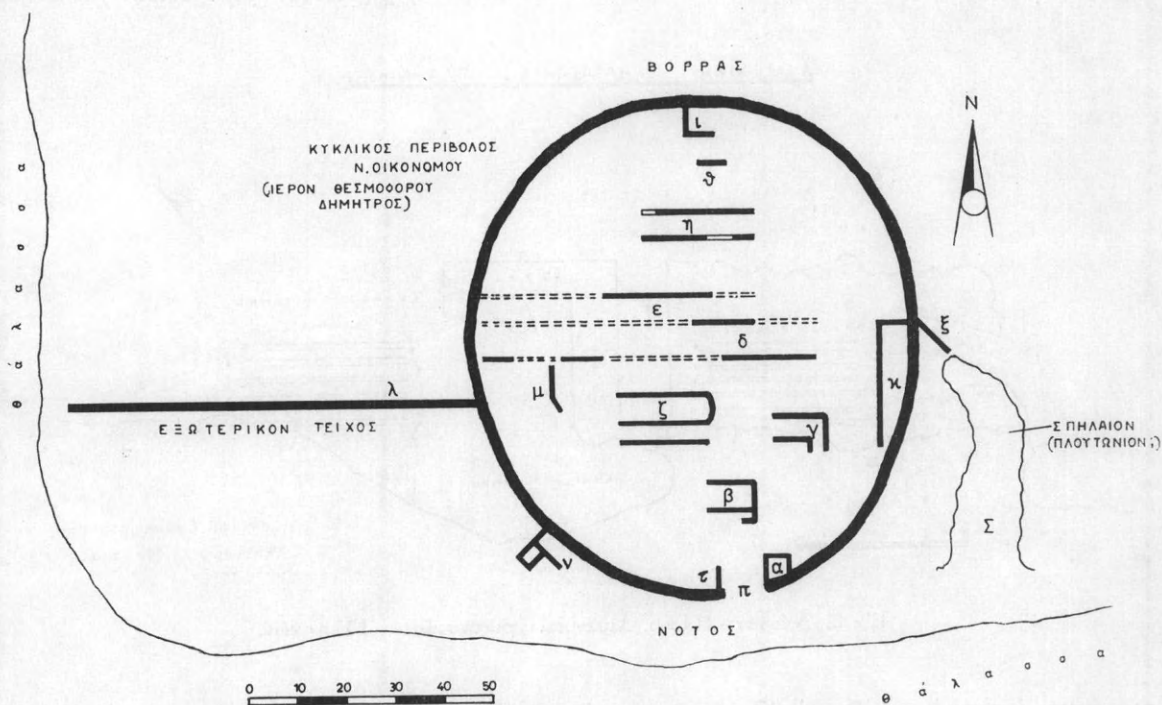 ΒΟΡΡΑΣ
Ν
ΚΥΚΛΙΚΟΣ ΠΕΡΙΒΟΛΟΣ
Ν. ΟΙΚΟΝΟΜΟΥ
(ΙΕΡΟΝ ΘΕΣΜΟΦΟΡΟΥ
ΔΗΜΗΤΡΟΣ)
ι
θ
η
ε
δ
ξ
θάλασσα
λ
μ
ζ
γ
κ
ΕΞΩΤΕΡΙΚΟΝ ΤΕΙΧΟΣ
ΣΠΗΛΑΙΟΝ
(ΠΛΟΥΤΩΝΙΟΝ;)
β
Σ
ν
τ
π
α
ΝΟΤΟΣ
θάλασσα
0 10 20 30 40 50